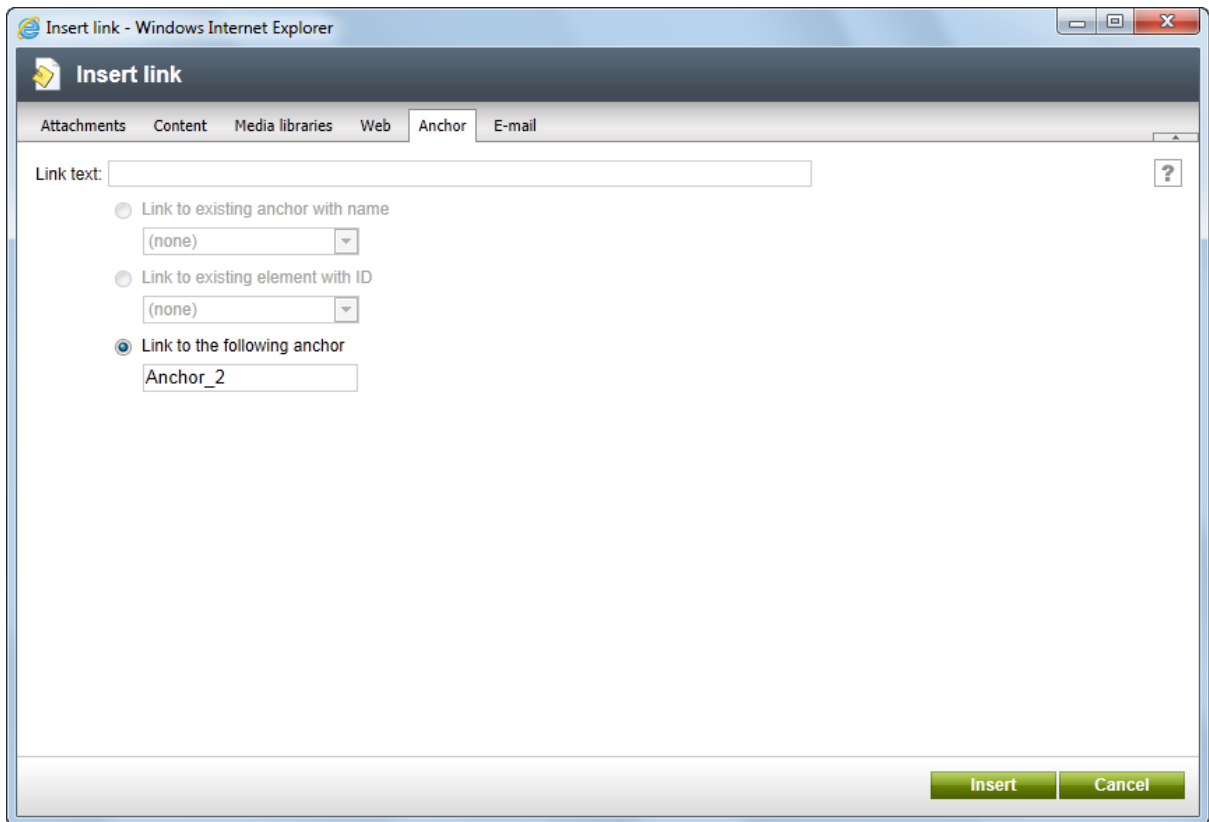 Insert link - Windows Internet Explorer
Insert link
Attachments Content Media libraries Web Anchor E-mail
Link text:
?
Link to existing anchor with name
(none)
Link to existing element with ID
(none)
Link to the following anchor
Anchor_2
Insert Cancel